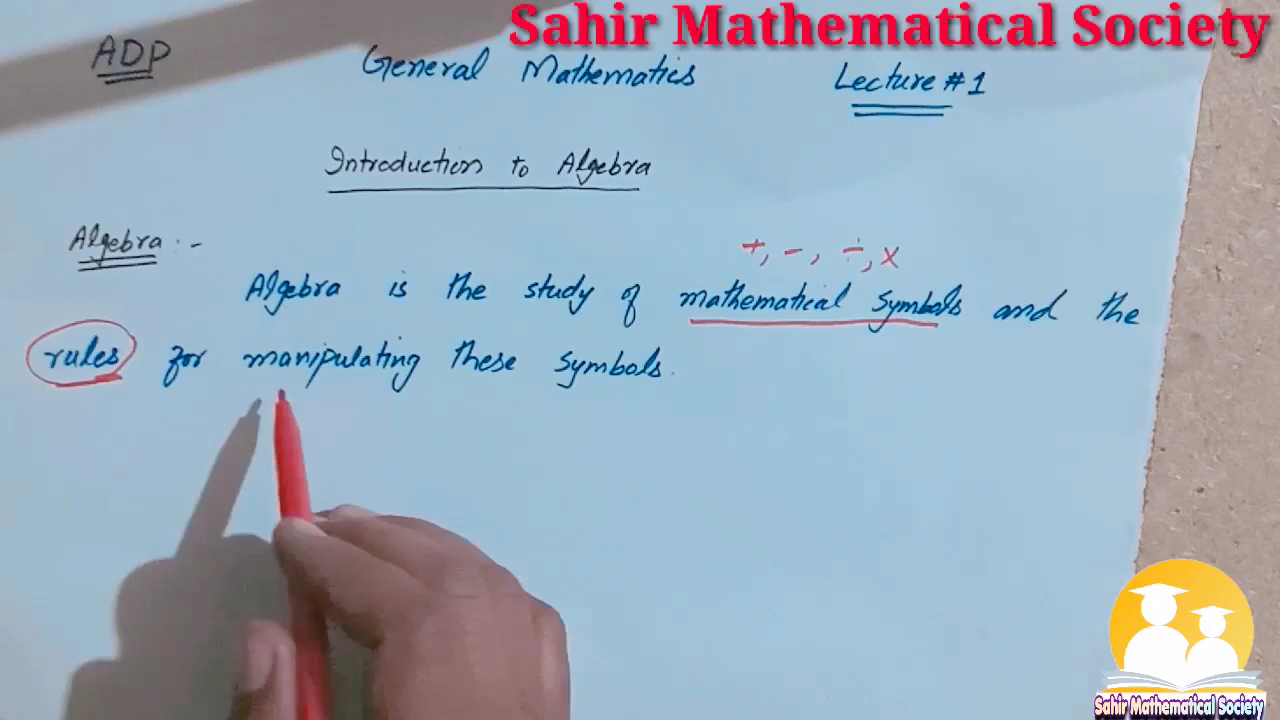 Sahir Mathematical Society
ADP General Mathematics Lecture #1
Introduction to Algebra
Algebra :-
+, -, ÷, ×
Algebra is the study of mathematical symbols and the
rules for manipulating these symbols.
Sahir Mathematical Society